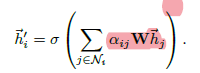 $\vec{h}'_i = \sigma \left( \sum_{j \in \mathcal{N}_i} \alpha_{ij} \mathbf{W} \vec{h}_j \right).$